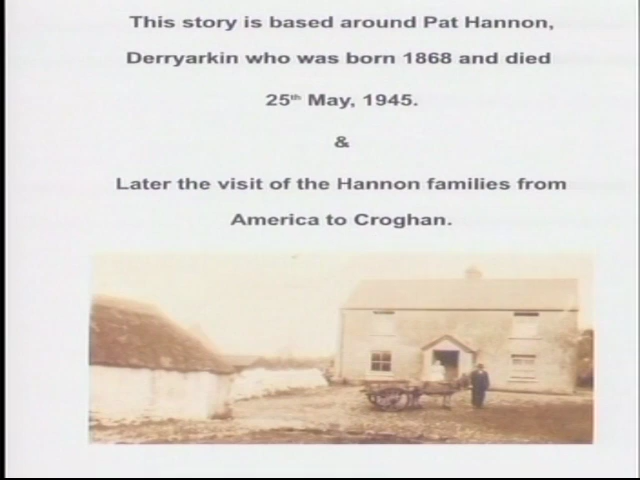 This story is based around Pat Hannon,
Derryarkin who was born 1868 and died
25th May, 1945.
&
Later the visit of the Hannon families from
America to Croghan.